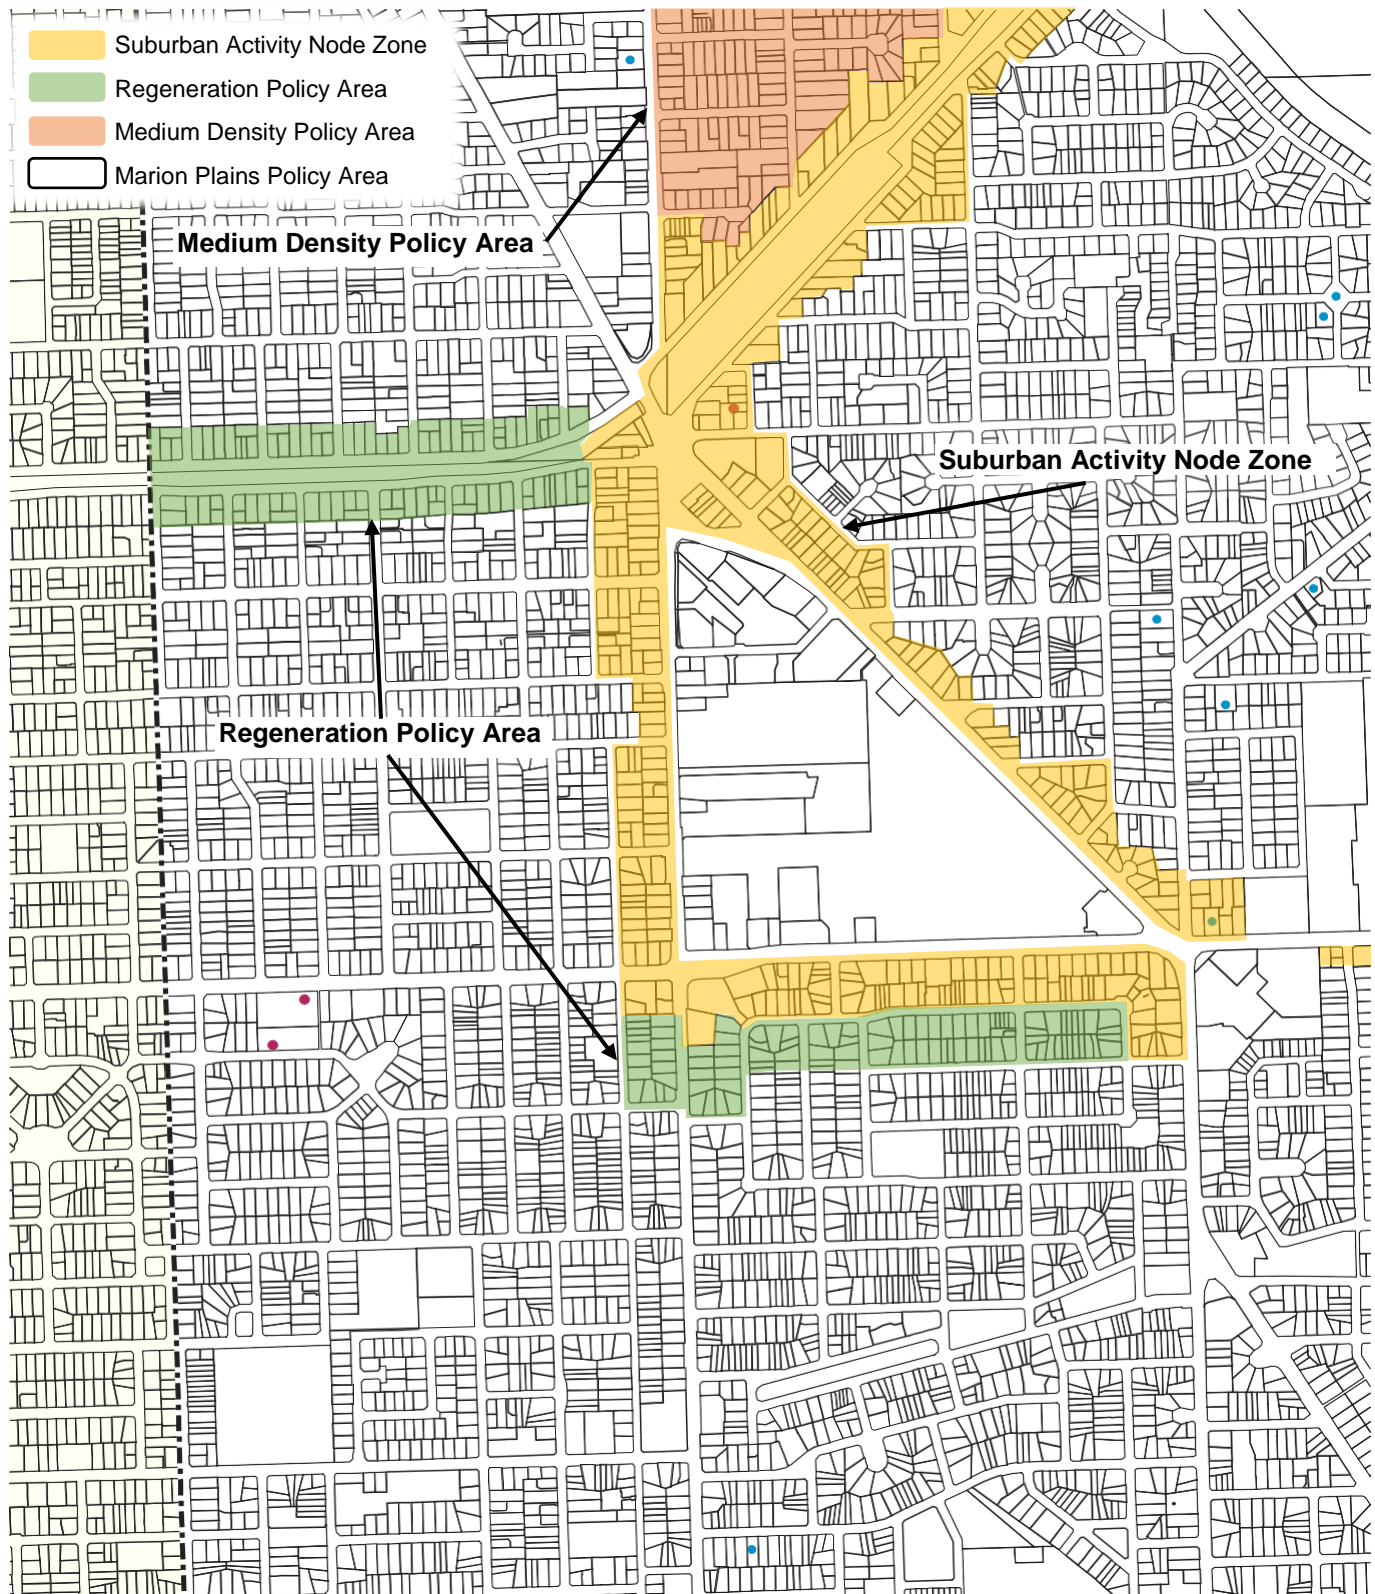 Suburban Activity Node Zone
Regeneration Policy Area
Medium Density Policy Area
Marion Plains Policy Area
Medium Density Policy Area
Suburban Activity Node Zone
Regeneration Policy Area